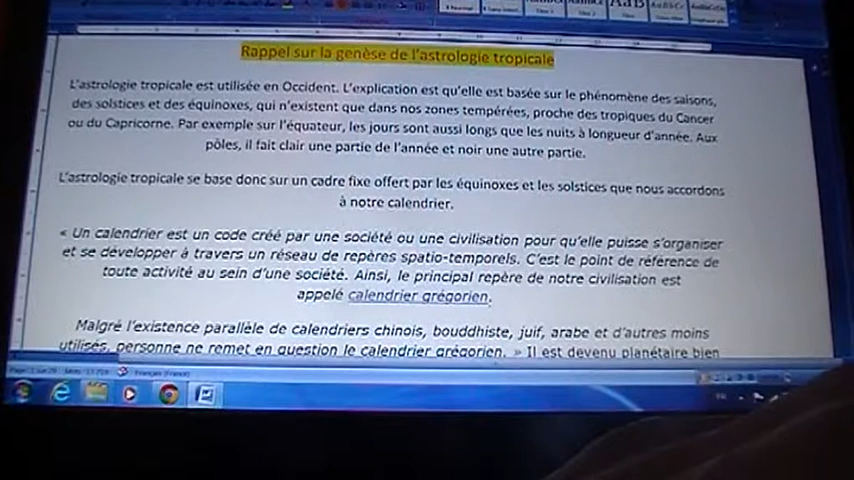 Rappel sur la genèse de l'astrologie tropicale
L'astrologie tropicale est utilisée en Occident. L'explication est qu'elle est basée sur le phénomène des saisons,
des solstices et des équinoxes, qui n'existent que dans nos zones tempérées, proche des tropiques du Cancer
ou du Capricorne. Par exemple sur l'équateur, les jours sont aussi longs que les nuits à longueur d'année. Aux
pôles, il fait clair une partie de l'année et noir une autre partie.
L'astrologie tropicale se base donc sur un cadre fixe offert par les équinoxes et les solstices que nous accordons
à notre calendrier.
« Un calendrier est un code créé par une société ou une civilisation pour qu'elle puisse s'organiser
et se développer à travers un réseau de repères spatio-temporels. C'est le point de référence de
toute activité au sein d'une société. Ainsi, le principal repère de notre civilisation est
appelé calendrier grégorien.
Malgré l'existence parallèle de calendriers chinois, bouddhiste, juif, arabe et d'autres moins
utilisés, personne ne remet en question le calendrier grégorien. » Il est devenu planétaire bien
Français (France)